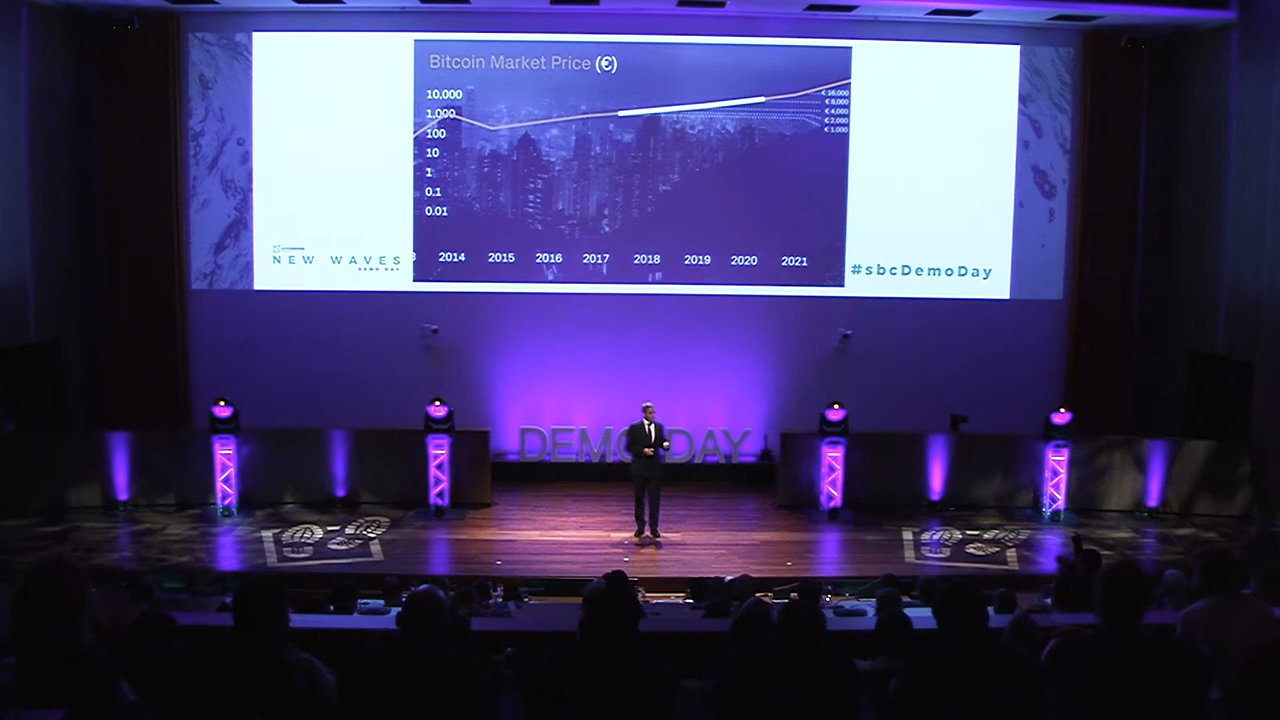 Bitcoin Market Price (€)
10,000
1,000
100
10
1
0.1
0.01
€ 16,000
€ 8,000
€ 4,000
€ 2,000
€ 1,000
2014 2015 2016 2017 2018 2019 2020 2021
NEW WAVES
DEMO DAY
#sbcDemoDay
DEMO DAY